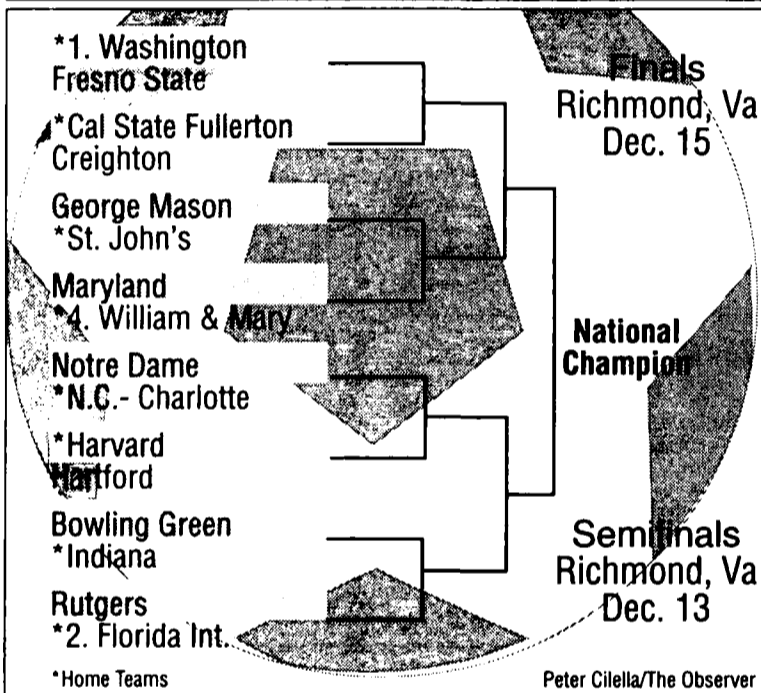 *1. Washington
Fresno State
*Cal State Fullerton
Creighton
George Mason
*St. John's
Maryland
*4. William & Mary
Notre Dame
*N.C.- Charlotte
*Harvard
Hartford
Bowling Green
*Indiana
Rutgers
*2. Florida Int.
*Home Teams
Finals
Richmond, Va
Dec. 15
National
Champion
Semifinals
Richmond, Va
Dec. 13
Peter Cilella/The Observer